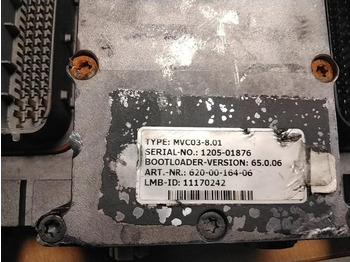 TYPE: MVC03-8.01
SERIAL-NO.: 1205-01876
BOOTLOADER-VERSION: 65.0.06
ART.-NR.: 620-00-164-06
LMB-ID: 11170242